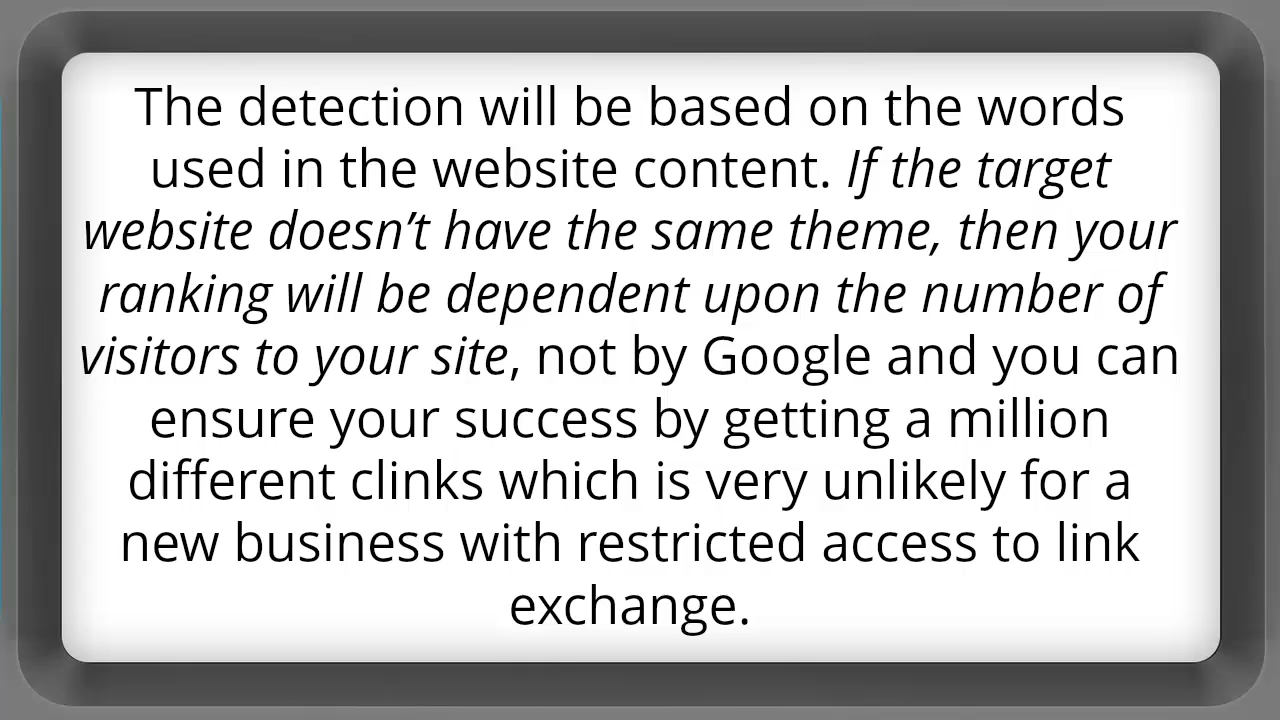 The detection will be based on the words
used in the website content. If the target
website doesn’t have the same theme, then your
ranking will be dependent upon the number of
visitors to your site, not by Google and you can
ensure your success by getting a million
different clinks which is very unlikely for a
new business with restricted access to link
exchange.